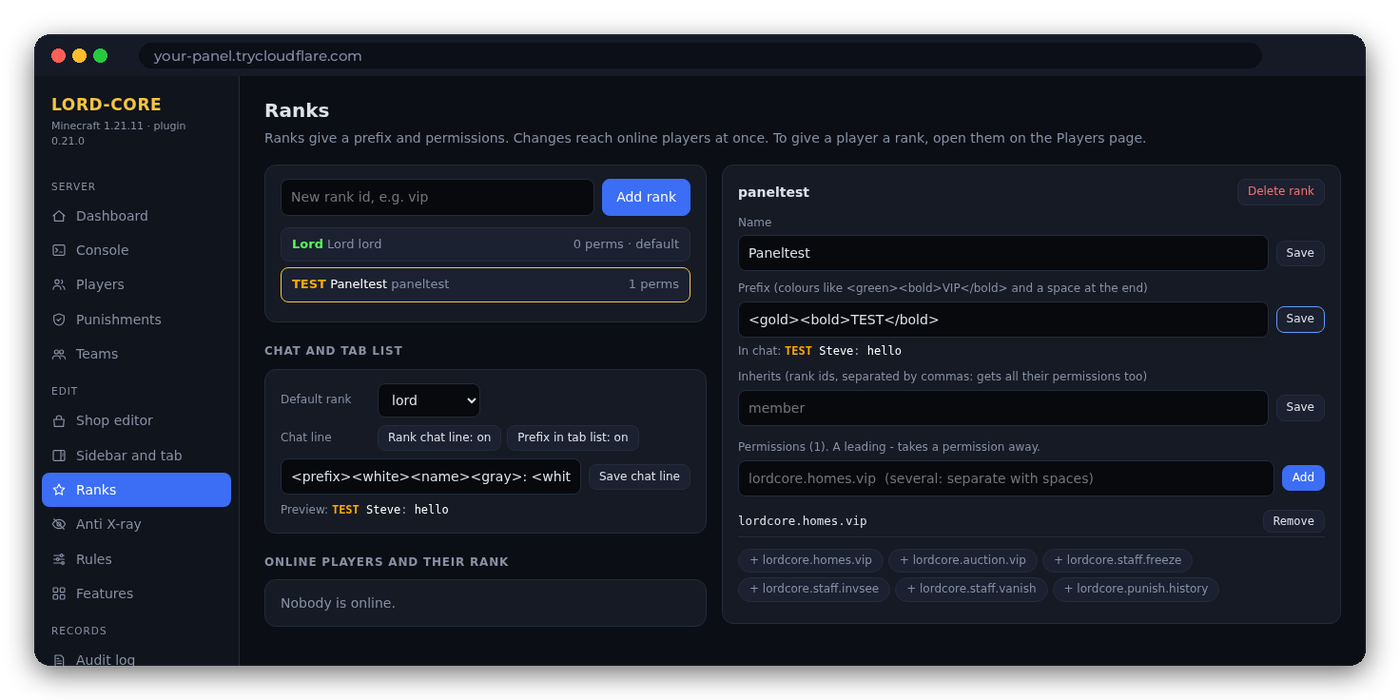 your-panel.trycloudflare.com
LORD-CORE
Minecraft 1.21.11 · plugin
0.21.0
SERVER
Dashboard
Console
Players
Punishments
Teams
EDIT
Shop editor
Sidebar and tab
Ranks
Anti X-ray
Rules
Features
RECORDS
Audit log
Ranks
Ranks give a prefix and permissions. Changes reach online players at once. To give a player a rank, open them on the Players page.
New rank id, e.g. vip
Add rank
Lord Lord lord
0 perms · default
TEST Paneltest paneltest
1 perms
CHAT AND TAB LIST
Default rank
lord
Chat line
Rank chat line: on
Prefix in tab list: on
<prefix><white><name><gray>: <whit
Save chat line
Preview: TEST Steve: hello
ONLINE PLAYERS AND THEIR RANK
Nobody is online.
paneltest
Delete rank
Name
Paneltest
Save
Prefix (colours like <green><bold>VIP</bold> and a space at the end)
<gold><bold>TEST</bold>
Save
In chat: TEST Steve: hello
Inherits (rank ids, separated by commas: gets all their permissions too)
member
Save
Permissions (1). A leading - takes a permission away.
lordcore.homes.vip (several: separate with spaces)
Add
lordcore.homes.vip
Remove
+ lordcore.homes.vip
+ lordcore.auction.vip
+ lordcore.staff.freeze
+ lordcore.staff.invsee
+ lordcore.staff.vanish
+ lordcore.punish.history